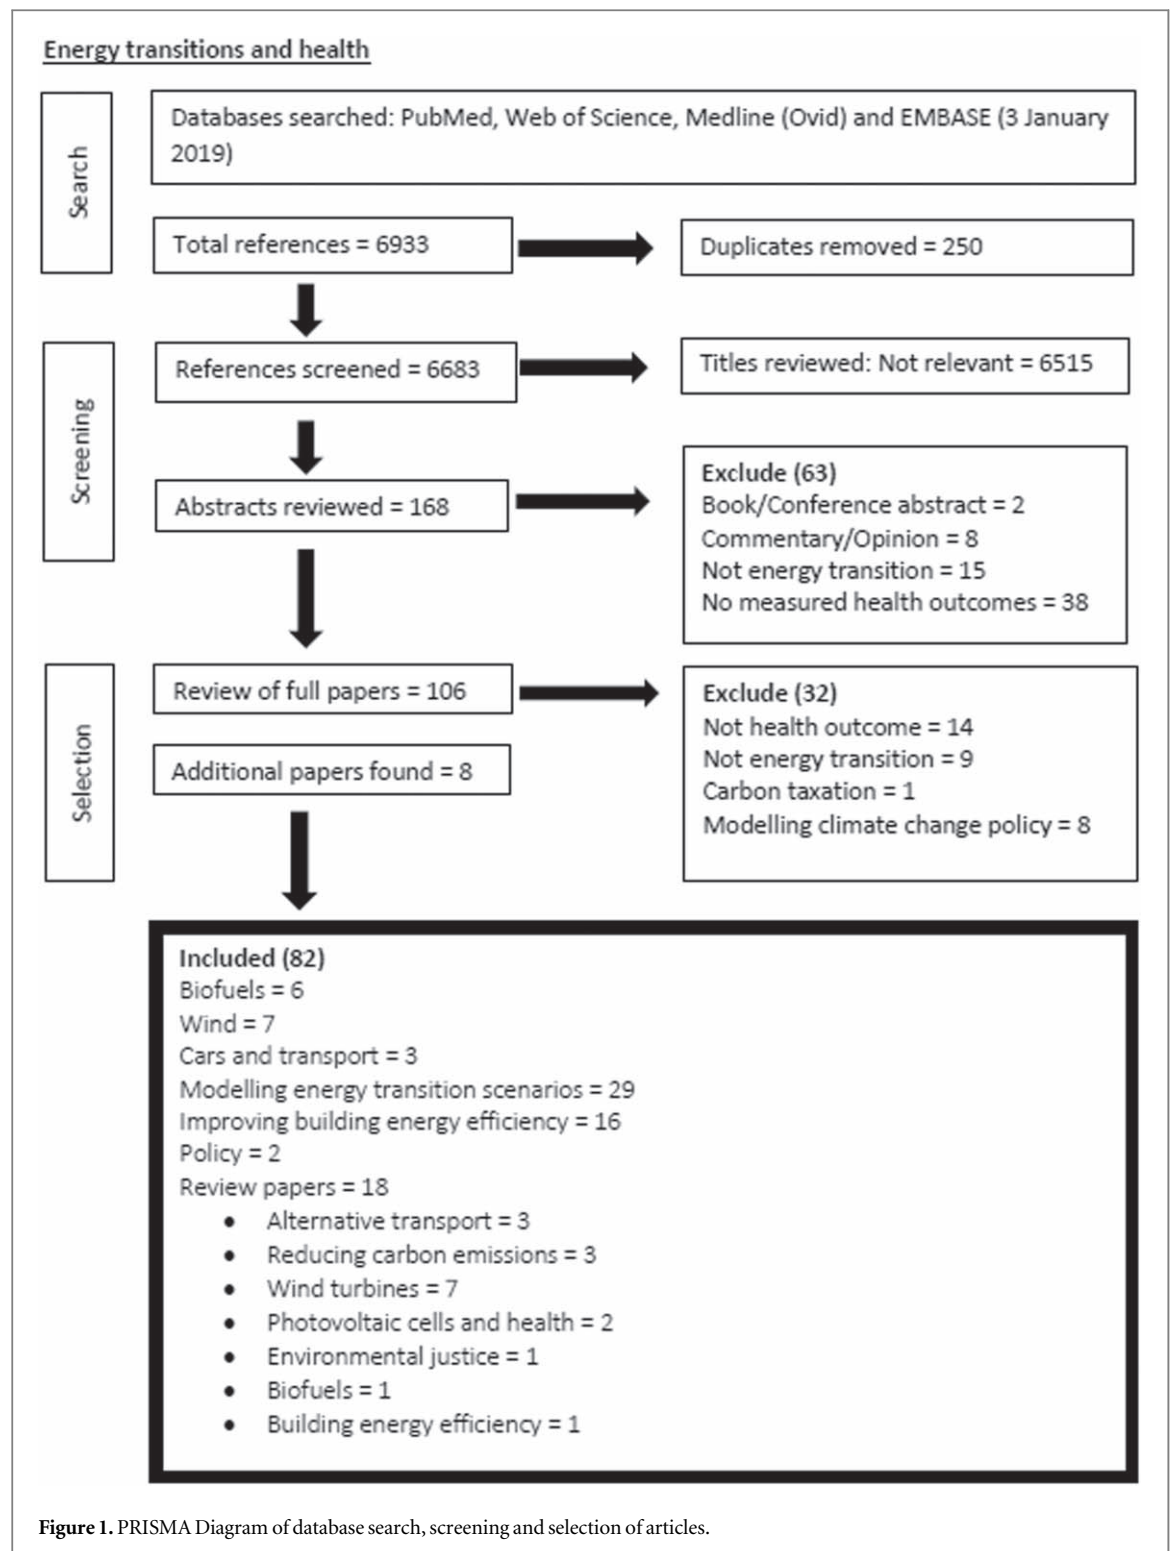 Energy transitions and health
Search
Databases searched: PubMed, Web of Science, Medline (Ovid) and EMBASE (3 January
2019)
Total references = 6933
Duplicates removed = 250
Screening
References screened = 6683
Titles reviewed: Not relevant = 6515
Abstracts reviewed = 168
Exclude (63)
Book/Conference abstract = 2
Commentary/Opinion = 8
Not energy transition = 15
No measured health outcomes = 38
Selection
Review of full papers = 106
Additional papers found = 8
Exclude (32)
Not health outcome = 14
Not energy transition = 9
Carbon taxation = 1
Modelling climate change policy = 8
Included (82)
Biofuels = 6
Wind = 7
Cars and transport = 3
Modelling energy transition scenarios = 29
Improving building energy efficiency = 16
Policy = 2
Review papers = 18
• Alternative transport = 3
• Reducing carbon emissions = 3
• Wind turbines = 7
• Photovoltaic cells and health = 2
• Environmental justice = 1
• Biofuels = 1
• Building energy efficiency = 1
Figure 1. PRISMA Diagram of database search, screening and selection of articles.